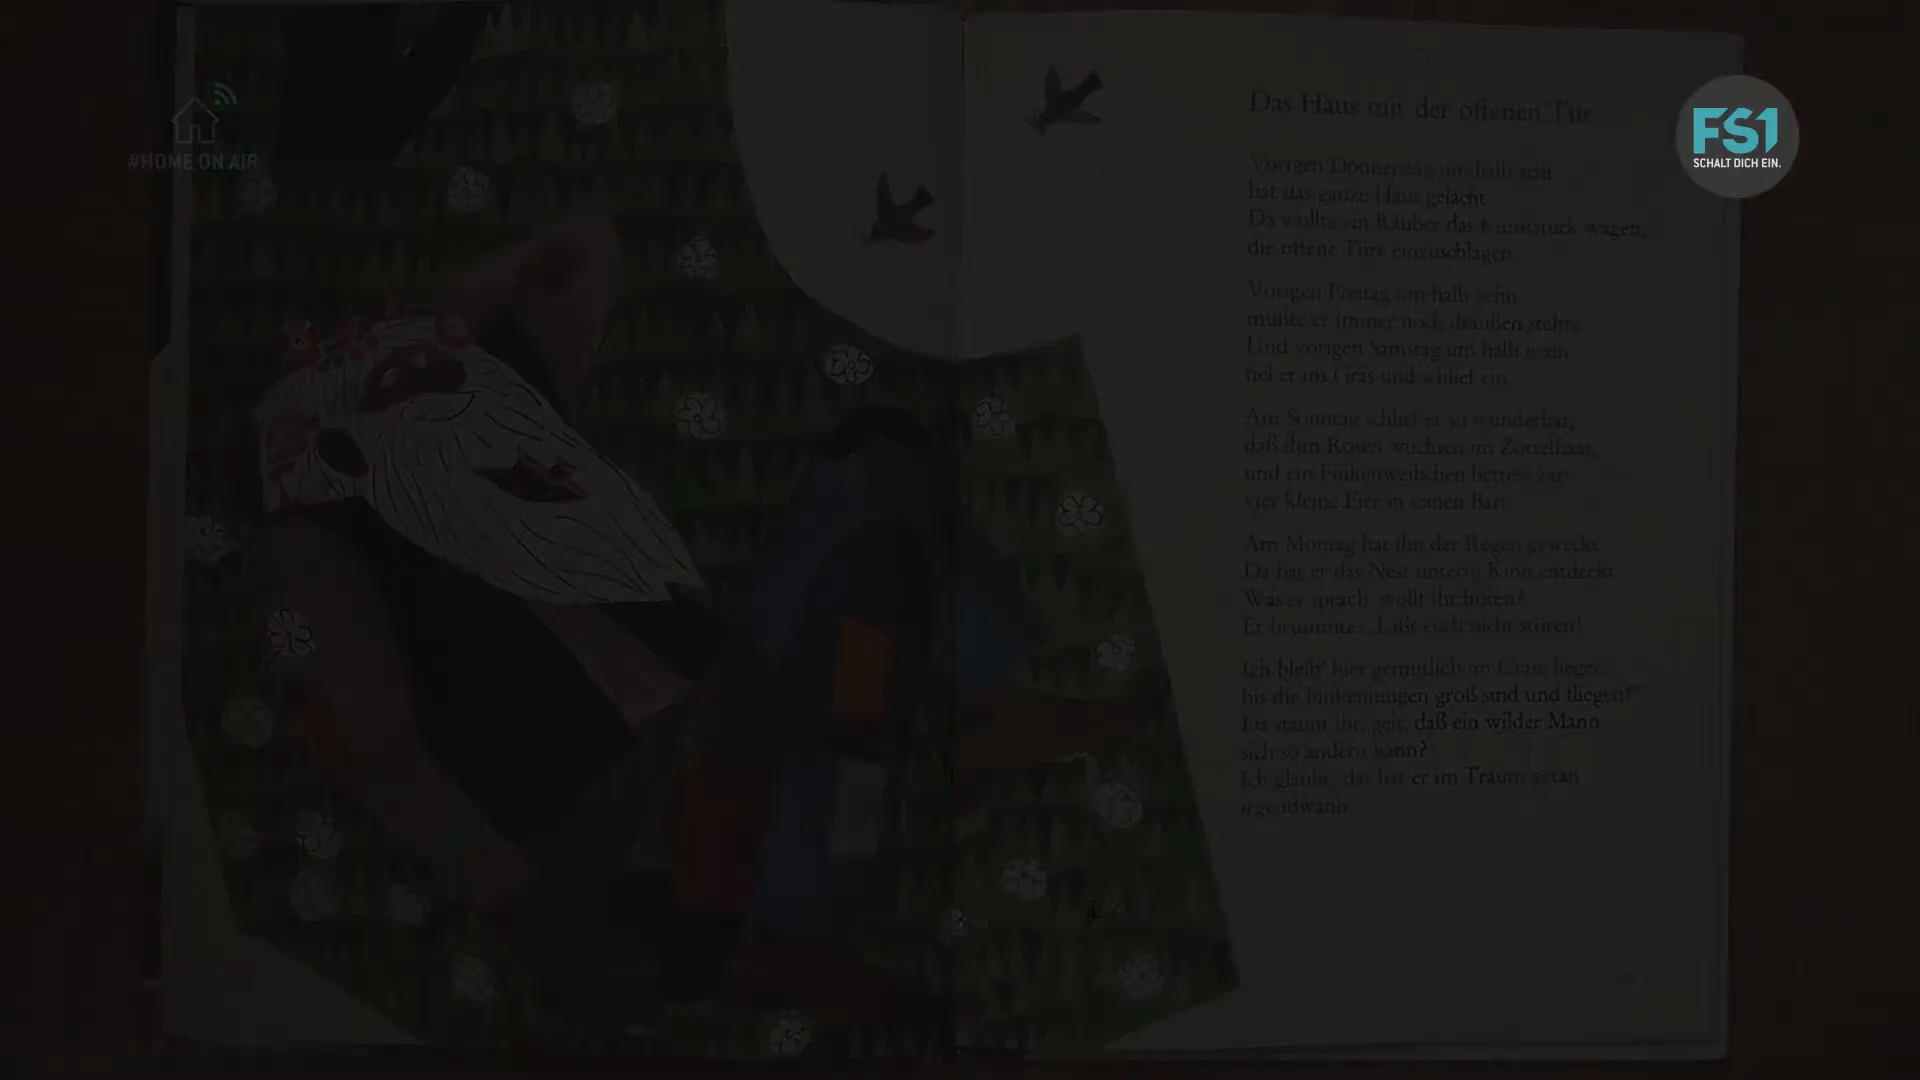 #HOME ON AIR
FS1
SCHALT DICH EIN.
Das Haus mit der offenen Tür
Vorigen Donnerstag um halb acht
hat das ganze Haus gelacht.
Da wollte ein Räuber das Kunststück wagen,
die offene Türe einzuschlagen.
Vorigen Freitag um halb zehn
mußte er immer noch draußen stehn.
Und vorigen Samstag um halb neun
fiel er ins Gras und schlief ein.
Am Sonntag schlief er so wunderbar,
daß ihm Rosen wuchsen im Zottelhaar,
und ein Finkenweibchen bettete zart
vier kleine Eier in seinen Bart.
Am Montag hat ihn der Regen geweckt.
Da hat er das Nest unterm Kinn entdeckt.
Was er sprach, wollt ihr hören?
Er brummte: „Laßt euch nicht stören!
Ich bleib' hier gemütlich im Grase liegen,
bis die Finkenjungen groß sind und fliegen!"
Da staunt ihr, gelt, daß ein wilder Mann
sich so ändern kann?
Ich glaube, das hat er im Traum getan
irgendwann.